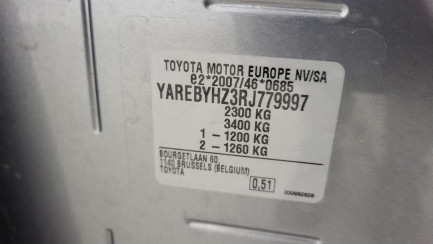 TOYOTA MOTOR EUROPE NV/SA
e2*2007/46*0685
YAREBYHZ3RJ779997
2300 KG
3400 KG
1 – 1200 KG
2 – 1260 KG
BOURGETLAAN 60
1140 BRUSSELS (BELGIUM)
TOYOTA
0,51